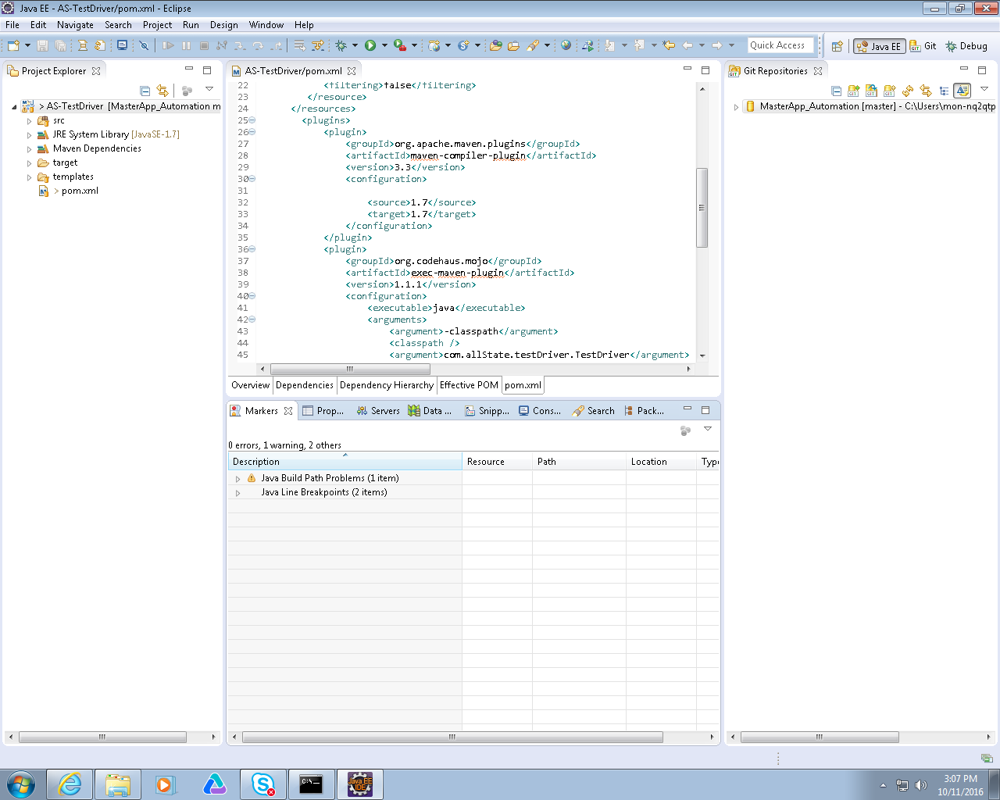 Java EE - AS-TestDriver/pom.xml - Eclipse
File Edit Navigate Search Project Run Design Window Help
Quick Access
Java EE
Git
Debug
Project Explorer
> AS-TestDriver [MasterApp_Automation m
src
JRE System Library [JavaSE-1.7]
Maven Dependencies
target
templates
> pom.xml
AS-TestDriver/pom.xml
22 <filtering>false</filtering>
23 </resource>
24 </resources>
25 <plugins>
26 <plugin>
27 <groupId>org.apache.maven.plugins</groupId>
28 <artifactId>maven-compiler-plugin</artifactId>
29 <version>3.3</version>
30 <configuration>
31
32 <source>1.7</source>
33 <target>1.7</target>
34 </configuration>
35 </plugin>
36 <plugin>
37 <groupId>org.codehaus.mojo</groupId>
38 <artifactId>exec-maven-plugin</artifactId>
39 <version>1.1.1</version>
40 <configuration>
41 <executable>java</executable>
42 <arguments>
43 <argument>-classpath</argument>
44 <classpath />
45 <argument>com.allState.testDriver.TestDriver</argument>
Overview Dependencies Dependency Hierarchy Effective POM pom.xml
Markers Prop... Servers Data ... Snipp... Cons... Search Pack...
0 errors, 1 warning, 2 others
Description Resource Path Location Type
Java Build Path Problems (1 item)
Java Line Breakpoints (2 items)
Git Repositories
MasterApp_Automation [master] - C:\Users\mon-nq2qtp
C:\_
Java EE
IDE
3:07 PM
10/11/2016